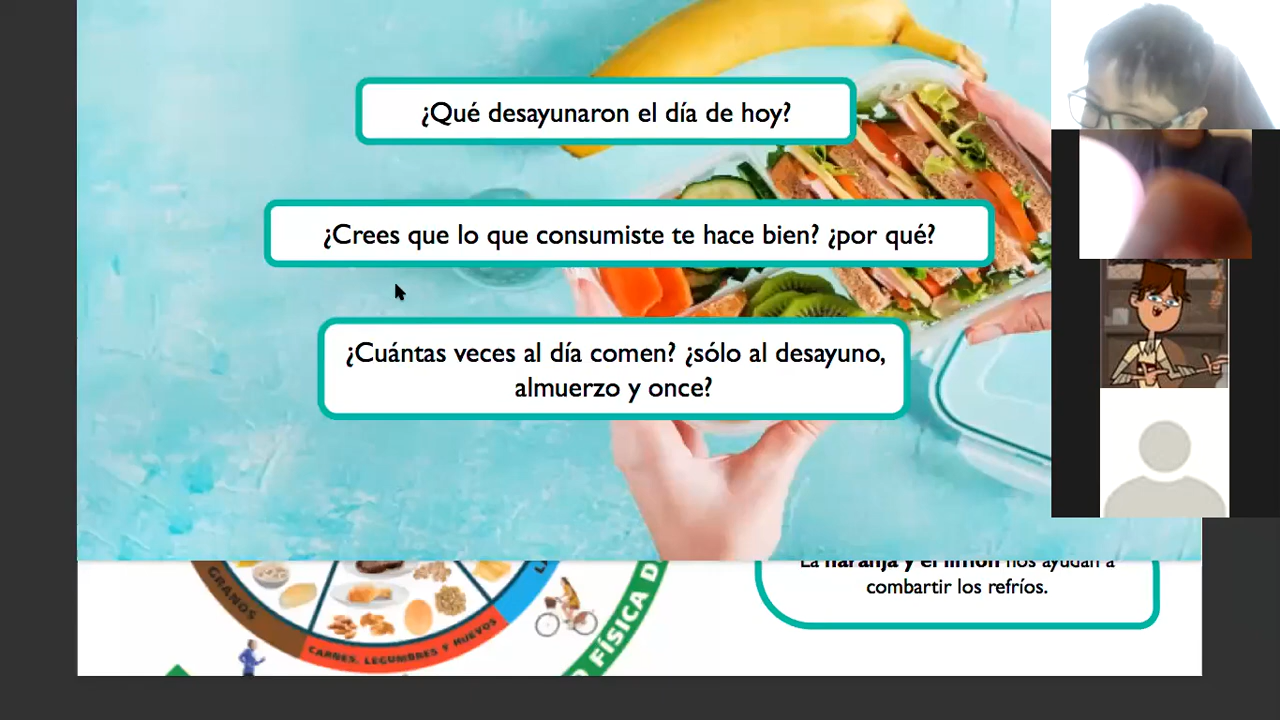 ¿Qué desayunaron el día de hoy?
¿Crees que lo que consumiste te hace bien? ¿por qué?
¿Cuántas veces al día comen? ¿sólo al desayuno,
almuerzo y once?
La naranja y el limón nos ayudan a
combartir los refríos.
GRANOS
CARNES, LEGUMBRES Y HUEVOS
FÍSICA